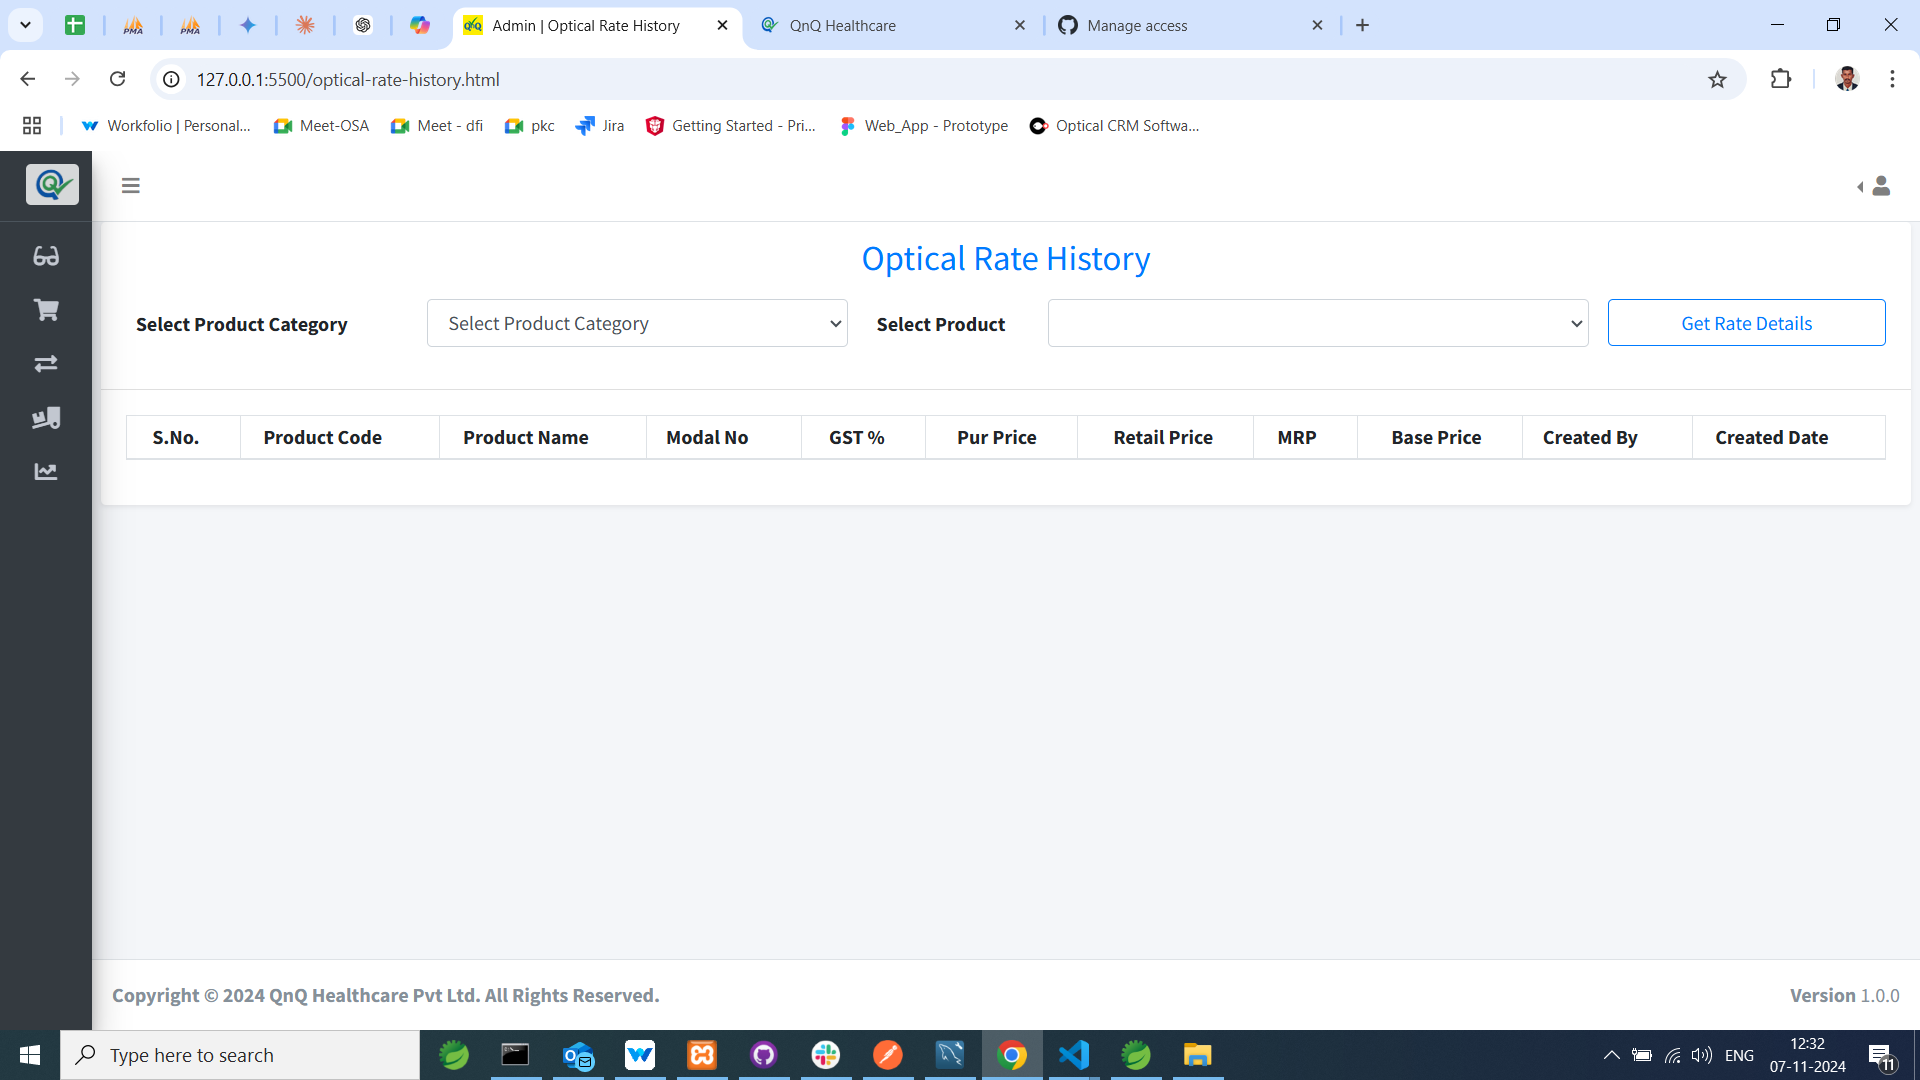 Admin | Optical Rate History
QnQ Healthcare
Manage access
127.0.0.1:5500/optical-rate-history.html
Workfolio | Personal...
Meet-OSA
Meet - dfi
pkc
Jira
Getting Started - Pri...
Web_App - Prototype
Optical CRM Softwa...
Optical Rate History
Select Product Category
Select Product Category
Select Product
Get Rate Details
S.No.
Product Code
Product Name
Modal No
GST %
Pur Price
Retail Price
MRP
Base Price
Created By
Created Date
Copyright © 2024 QnQ Healthcare Pvt Ltd. All Rights Reserved.
Version 1.0.0
Type here to search
ENG
12:32
07-11-2024
11